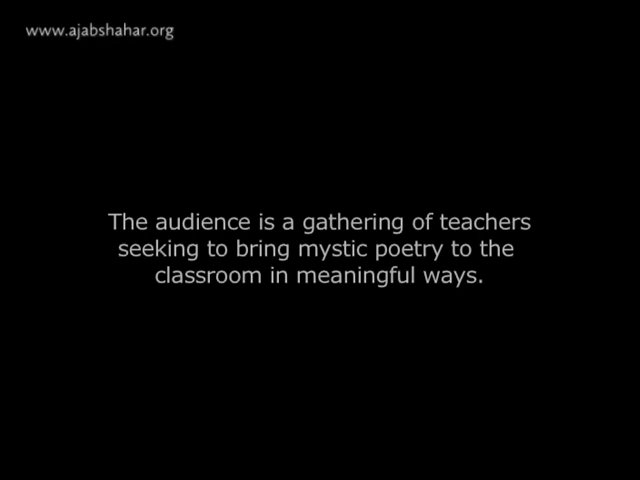 www.ajabshahar.org
The audience is a gathering of teachers
seeking to bring mystic poetry to the
classroom in meaningful ways.